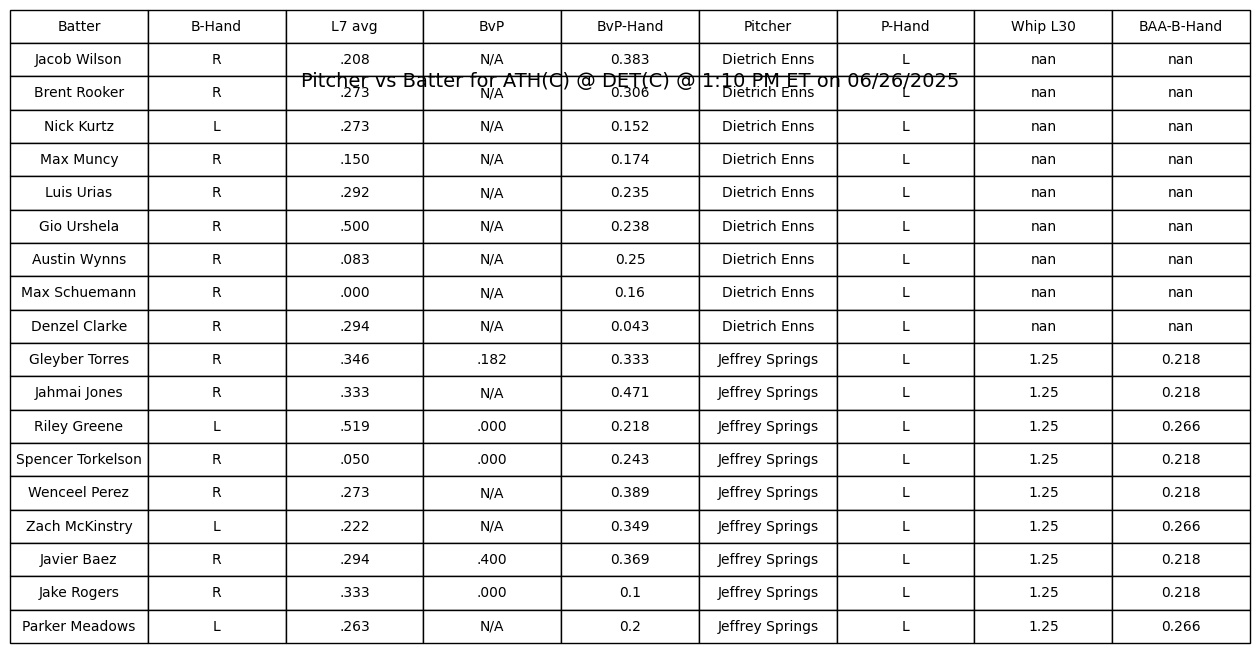 Batter B-Hand L7 avg BvP BvP-Hand Pitcher P-Hand Whip L30 BAA-B-Hand
Jacob Wilson R .208 N/A 0.383 Dietrich Enns L nan nan
Pitcher vs Batter for ATH(C) @ DET(C) @ 1:10 PM ET on 06/26/2025
Brent Rooker R .273 N/A 0.306 Dietrich Enns L nan nan
Nick Kurtz L .273 N/A 0.152 Dietrich Enns L nan nan
Max Muncy R .150 N/A 0.174 Dietrich Enns L nan nan
Luis Urias R .292 N/A 0.235 Dietrich Enns L nan nan
Gio Urshela R .500 N/A 0.238 Dietrich Enns L nan nan
Austin Wynns R .083 N/A 0.25 Dietrich Enns L nan nan
Max Schuemann R .000 N/A 0.16 Dietrich Enns L nan nan
Denzel Clarke R .294 N/A 0.043 Dietrich Enns L nan nan
Gleyber Torres R .346 .182 0.333 Jeffrey Springs L 1.25 0.218
Jahmai Jones R .333 N/A 0.471 Jeffrey Springs L 1.25 0.218
Riley Greene L .519 .000 0.218 Jeffrey Springs L 1.25 0.266
Spencer Torkelson R .050 .000 0.243 Jeffrey Springs L 1.25 0.218
Wenceel Perez R .273 N/A 0.389 Jeffrey Springs L 1.25 0.218
Zach McKinstry L .222 N/A 0.349 Jeffrey Springs L 1.25 0.266
Javier Baez R .294 .400 0.369 Jeffrey Springs L 1.25 0.218
Jake Rogers R .333 .000 0.1 Jeffrey Springs L 1.25 0.218
Parker Meadows L .263 N/A 0.2 Jeffrey Springs L 1.25 0.266